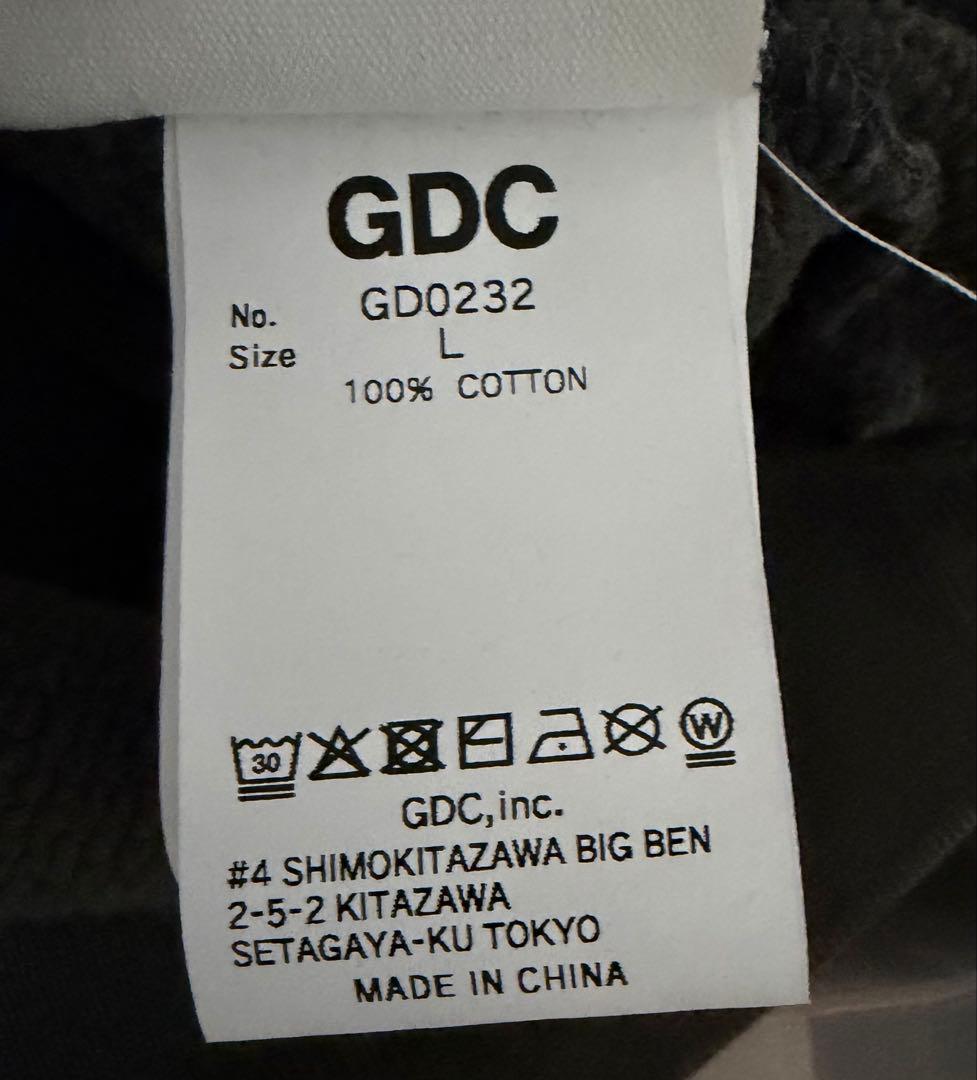 GDC
No. GD0232
Size L
100% COTTON
30 W
GDC,inc.
#4 SHIMOKITAZAWA BIG BEN
2-5-2 KITAZAWA
SETAGAYA-KU TOKYO
MADE IN CHINA